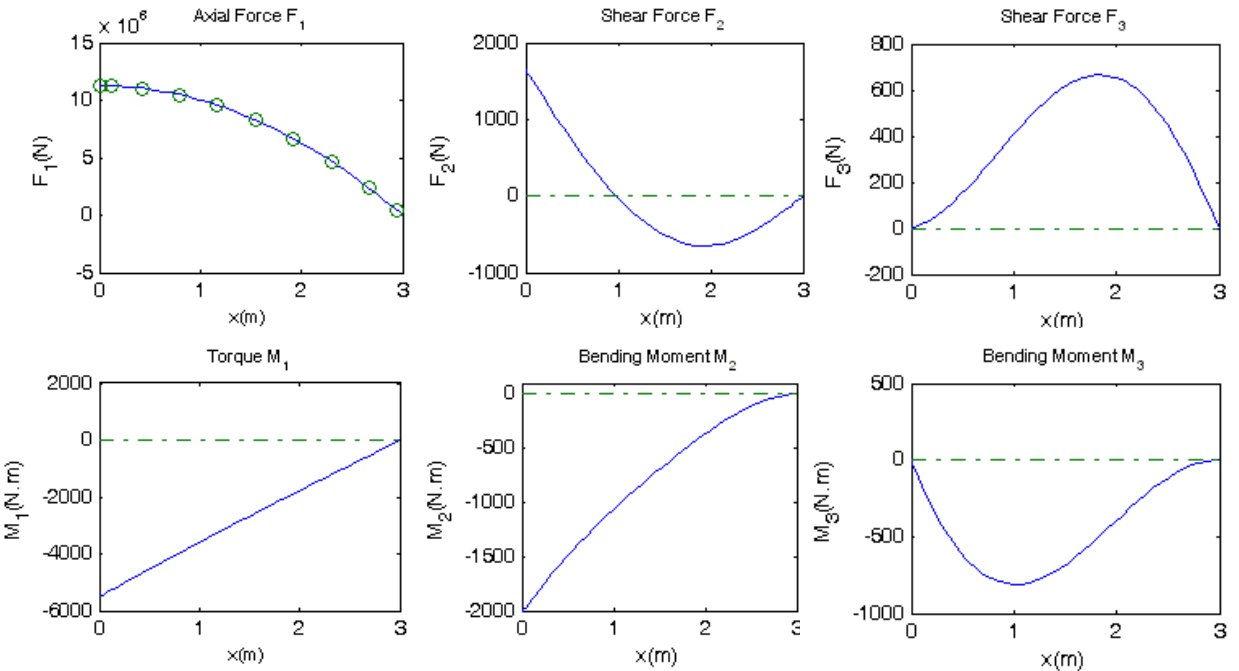 Axial Force F1
x 10^6
15
10
5
0
-5
F1(N)
0 1 2 3
x(m)
Shear Force F2
2000
1000
0
-1000
F2(N)
0 1 2 3
x(m)
Shear Force F3
800
600
400
200
0
-200
F3(N)
0 1 2 3
x(m)
Torque M1
2000
0
-2000
-4000
-6000
M1(N.m)
0 1 2 3
x(m)
Bending Moment M2
0
-500
-1000
-1500
-2000
M2(N.m)
0 1 2 3
x(m)
Bending Moment M3
500
0
-500
-1000
M3(N.m)
0 1 2 3
x(m)